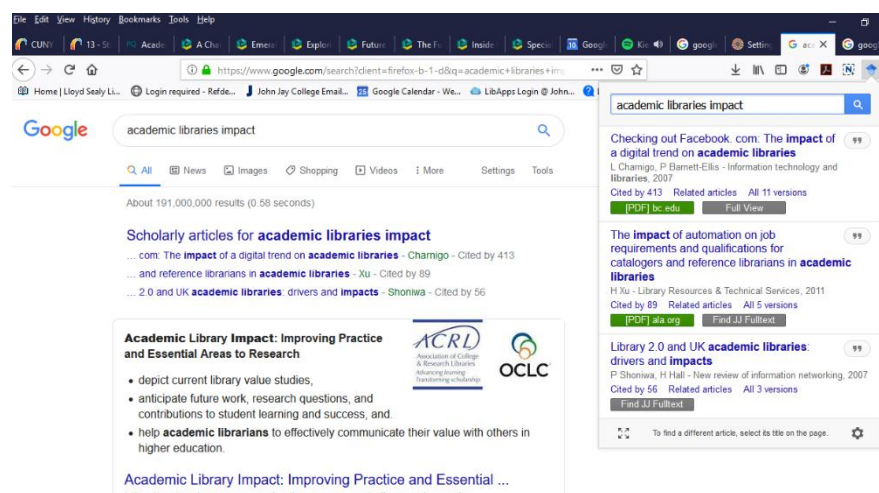 File Edit View History Bookmarks Tools Help
CUNY 13 - St PQ Acade A Cha Emera Explori Future The Fu Inside Specia Googl Kie googl Setting aca googl
https://www.google.com/search?client=firefox-b-1-d&q=academic+libraries+imp
Home | Lloyd Sealy Li... Login required - Refde... John Jay College Email... Google Calendar - We... LibApps Login @ John...
Google
academic libraries impact
All News Images Shopping Videos More Settings Tools
About 191,000,000 results (0.58 seconds)
Scholarly articles for academic libraries impact
... com: The impact of a digital trend on academic libraries - Charnigo - Cited by 413
... and reference librarians in academic libraries - Xu - Cited by 89
... 2.0 and UK academic libraries: drivers and impacts - Shoniwa - Cited by 56
Academic Library Impact: Improving Practice
and Essential Areas to Research
• depict current library value studies,
• anticipate future work, research questions, and
contributions to student learning and success, and.
• help academic librarians to effectively communicate their value with others in
higher education.
ACRL
Association of College
& Research Libraries
Advancing learning
Transforming scholarship
OCLC
Academic Library Impact: Improving Practice and Essential ...
academic libraries impact
Checking out Facebook. com: The impact of
a digital trend on academic libraries
L Charnigo, P Barnett-Ellis - Information technology and
libraries, 2007
Cited by 413 Related articles All 11 versions
[PDF] bc.edu Full View
The impact of automation on job
requirements and qualifications for
catalogers and reference librarians in academic
libraries
H Xu - Library Resources & Technical Services, 2011
Cited by 89 Related articles All 5 versions
[PDF] ala.org Find JJ Fulltext
Library 2.0 and UK academic libraries:
drivers and impacts
P Shoniwa, H Hall - New review of information networking, 2007
Cited by 56 Related articles All 3 versions
Find JJ Fulltext
To find a different article, select its title on the page.